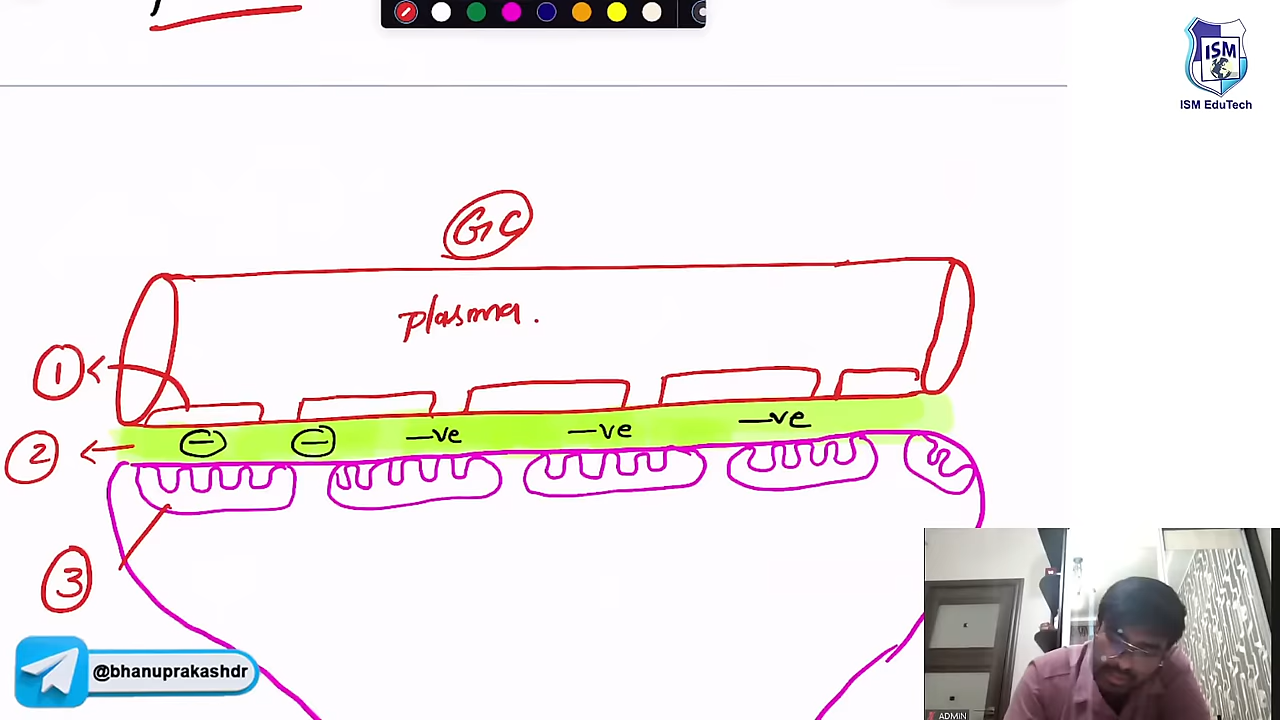 ISM
ISM EduTech
GC
plasma.
1
2
- - -ve -ve -ve
3
@bhanuprakashdr
ADMIN